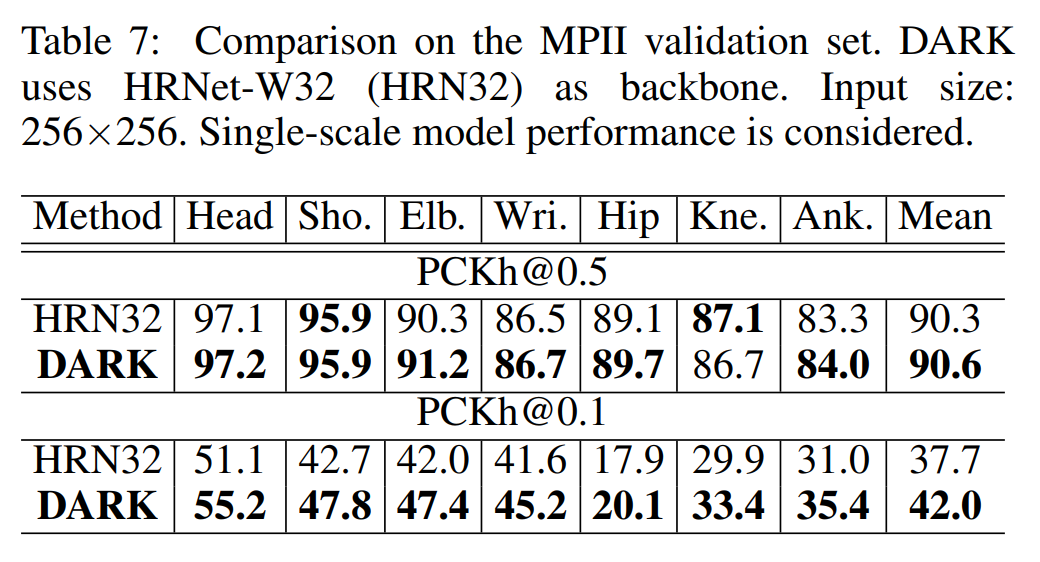 Table 7: Comparison on the MPII validation set. DARK
uses HRNet-W32 (HRN32) as backbone. Input size:
256×256. Single-scale model performance is considered.
Method Head Sho. Elb. Wri. Hip Kne. Ank. Mean
PCKh@0.5
HRN32 97.1 95.9 90.3 86.5 89.1 87.1 83.3 90.3
DARK 97.2 95.9 91.2 86.7 89.7 86.7 84.0 90.6
PCKh@0.1
HRN32 51.1 42.7 42.0 41.6 17.9 29.9 31.0 37.7
DARK 55.2 47.8 47.4 45.2 20.1 33.4 35.4 42.0